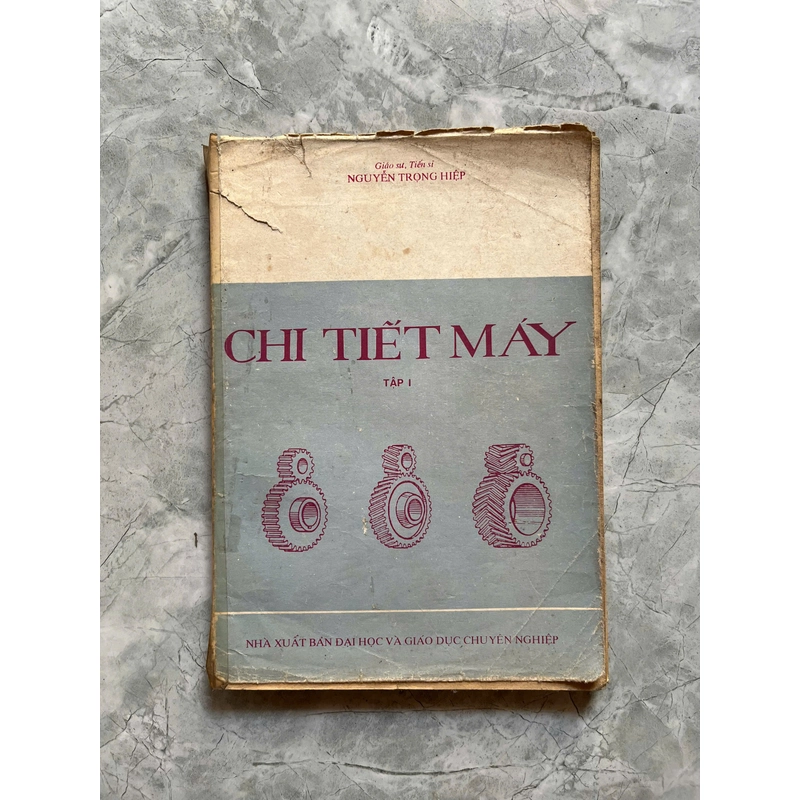 Giáo sư, Tiến sĩ
NGUYỄN TRỌNG HIỆP
CHI TIẾT MÁY
TẬP I
NHÀ XUẤT BẢN ĐẠI HỌC VÀ GIÁO DỤC CHUYÊN NGHIỆP